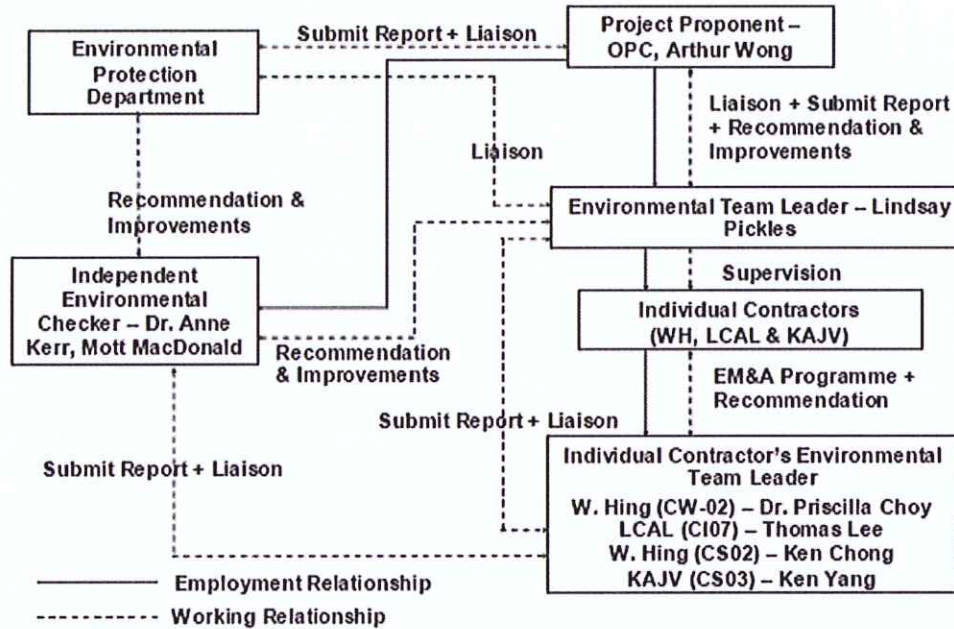 Submit Report + Liaison
Environmental
Protection
Department
Project Proponent –
OPC, Arthur Wong
Liaison + Submit Report
+ Recommendation &
Improvements
Liaison
Recommendation &
Improvements
Environmental Team Leader – Lindsay
Pickles
Supervision
Independent
Environmental
Checker – Dr. Anne
Kerr, Mott MacDonald
Individual Contractors
(WH, LCAL & KAJV)
Recommendation
& Improvements
EM&A Programme +
Recommendation
Submit Report + Liaison
Submit Report + Liaison
Individual Contractor's Environmental
Team Leader
W. Hing (CW-02) – Dr. Priscilla Choy
LCAL (CI07) – Thomas Lee
W. Hing (CS02) – Ken Chong
KAJV (CS03) – Ken Yang
Employment Relationship
Working Relationship